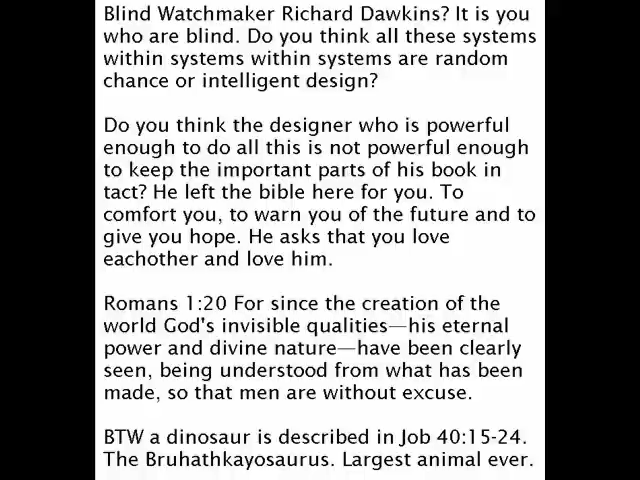 Blind Watchmaker Richard Dawkins? It is you
who are blind. Do you think all these systems
within systems within systems are random
chance or intelligent design?
Do you think the designer who is powerful
enough to do all this is not powerful enough
to keep the important parts of his book in
tact? He left the bible here for you. To
comfort you, to warn you of the future and to
give you hope. He asks that you love
eachother and love him.
Romans 1:20 For since the creation of the
world God's invisible qualities—his eternal
power and divine nature—have been clearly
seen, being understood from what has been
made, so that men are without excuse.
BTW a dinosaur is described in Job 40:15-24.
The Bruhathkayosaurus. Largest animal ever.